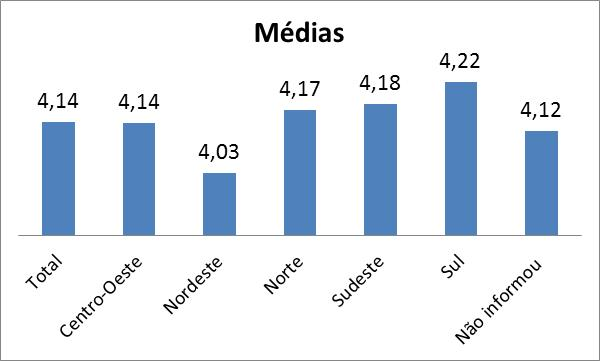 Médias
4,14
4,14
4,03
4,17
4,18
4,22
4,12
Total
Centro-Oeste
Nordeste
Norte
Sudeste
Sul
Não informou